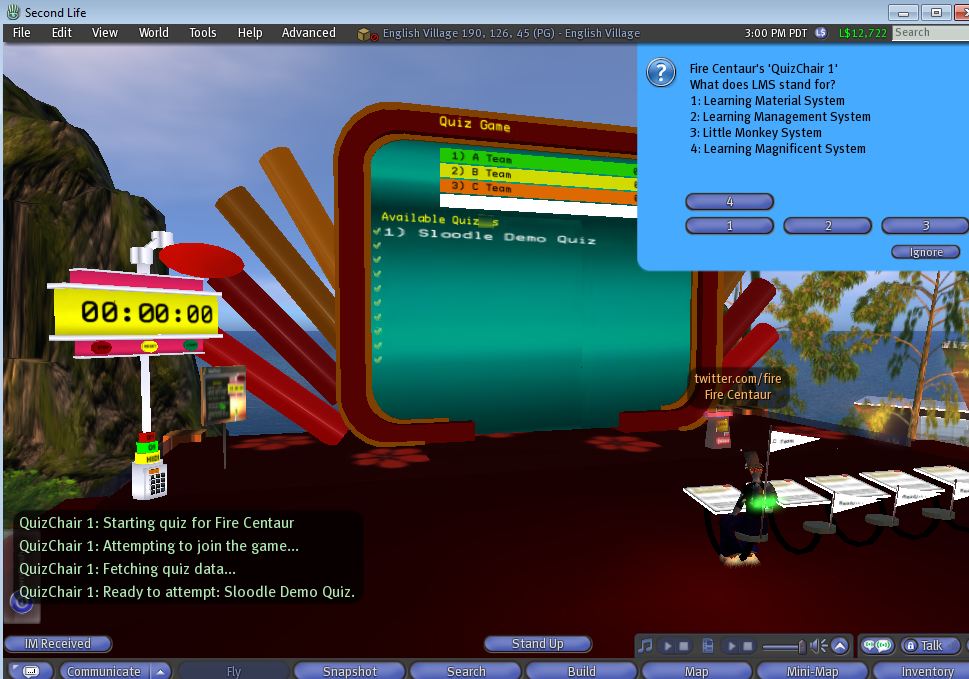 Second Life
File Edit View World Tools Help Advanced English Village 190, 126, 45 (PG) - English Village 3:00 PM PDT L$ L$12,722 Search
Fire Centaur's 'QuizChair 1'
What does LMS stand for?
1: Learning Material System
2: Learning Management System
3: Little Monkey System
4: Learning Magnificent System
4
1 2 3
Ignore
Quiz Game
1) A Team
2) B Team
3) C Team
Available Quiz s
1) Sloodle Demo Quiz
00:00:00
twitter.com/fire
Fire Centaur
C Team
QuizChair 1: Starting quiz for Fire Centaur
QuizChair 1: Attempting to join the game...
QuizChair 1: Fetching quiz data...
QuizChair 1: Ready to attempt: Sloodle Demo Quiz.
IM Received Stand Up Talk
Communicate Fly Snapshot Search Build Map Mini-Map Inventory